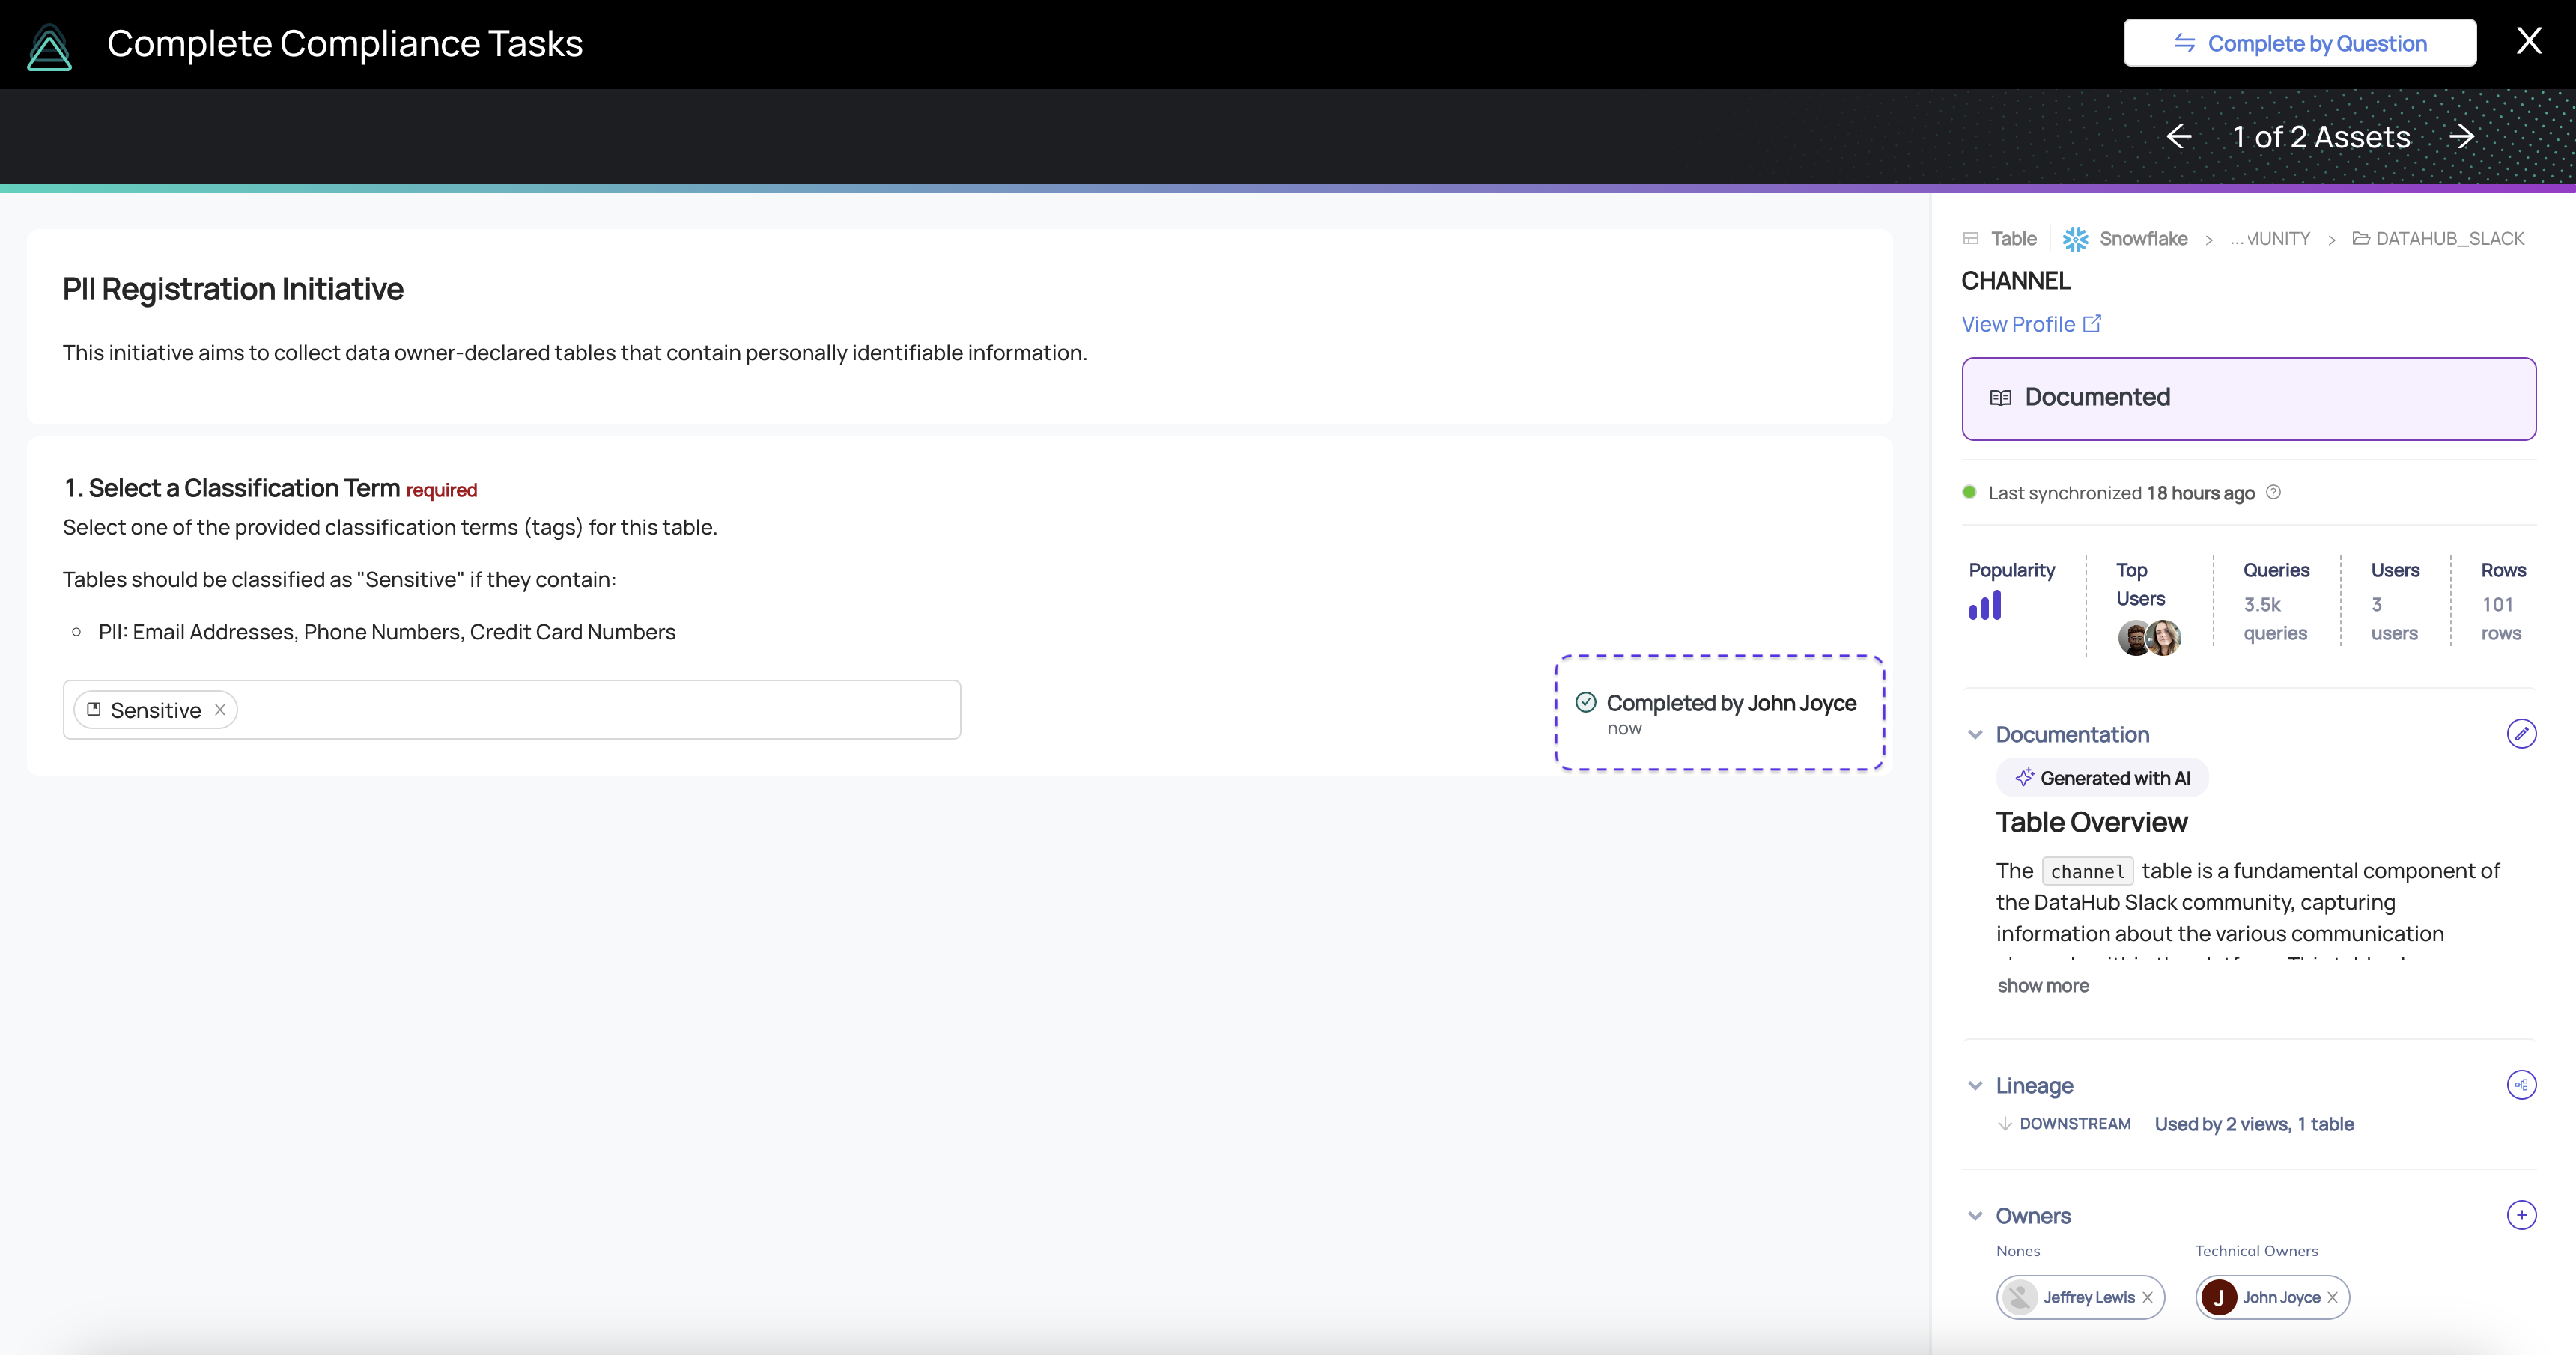 Complete Compliance Tasks
Complete by Question
1 of 2 Assets
PII Registration Initiative
This initiative aims to collect data owner-declared tables that contain personally identifiable information.
1. Select a Classification Term required
Select one of the provided classification terms (tags) for this table.
Tables should be classified as "Sensitive" if they contain:
PII: Email Addresses, Phone Numbers, Credit Card Numbers
Sensitive
Completed by John Joyce
now
Table Snowflake > ...MUNITY > DATAHUB_SLACK
CHANNEL
View Profile
Documented
Last synchronized 18 hours ago
Popularity
Top
Users
Queries
3.5k
queries
Users
3
users
Rows
101
rows
Documentation
Generated with AI
Table Overview
The channel table is a fundamental component of
the DataHub Slack community, capturing
information about the various communication
show more
Lineage
DOWNSTREAM Used by 2 views, 1 table
Owners
Nones
Jeffrey Lewis
Technical Owners
J John Joyce